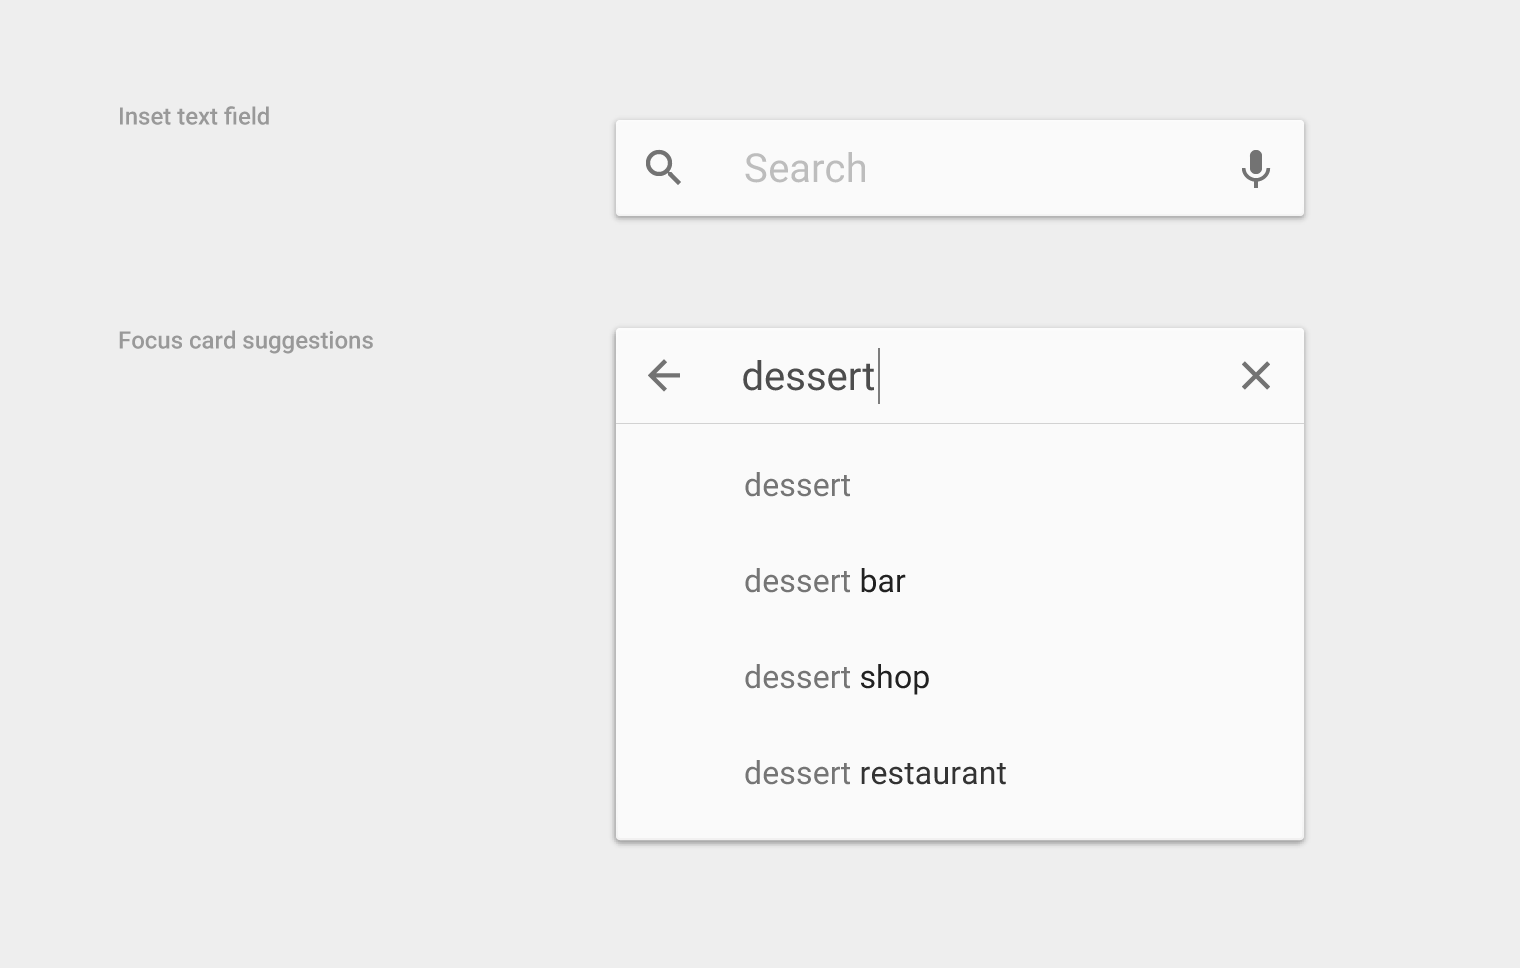 Inset text field
Search
Focus card suggestions
dessert
dessert
dessert bar
dessert shop
dessert restaurant